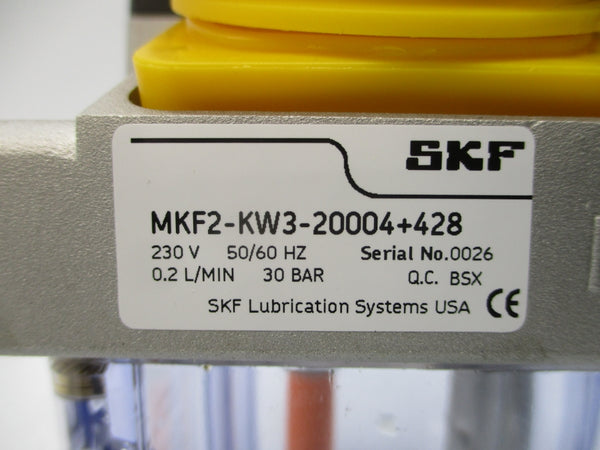 SKF
MKF2-KW3-20004+428
230 V 50/60 HZ Serial No.0026
0.2 L/MIN 30 BAR Q.C. BSX
SKF Lubrication Systems USA CE